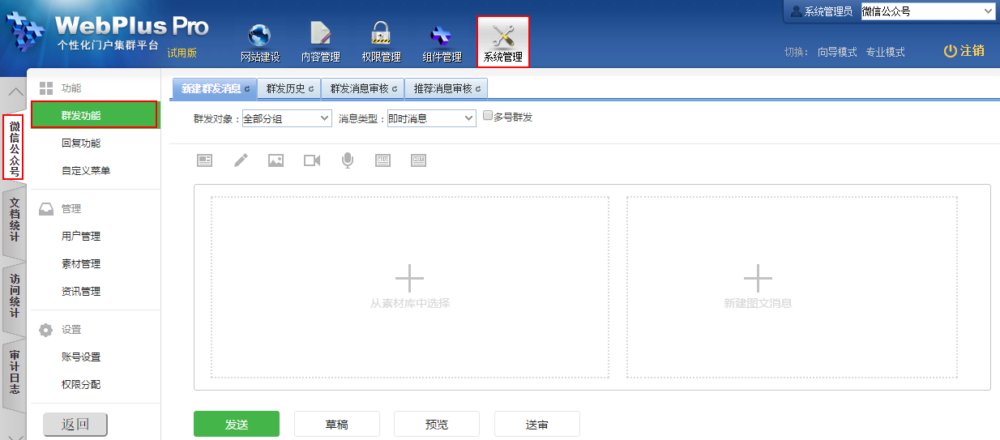 WebPlus Pro
个性化门户集群平台
试用版
网站建设
内容管理
权限管理
组件管理
系统管理
系统管理员
微信公众号
切换： 向导模式 专业模式
注销
微信公众号
文档统计
访问统计
审计日志
功能
群发功能
回复功能
自定义菜单
管理
用户管理
素材管理
资讯管理
设置
账号设置
权限分配
返回
新建群发消息
群发历史
群发消息审核
推荐消息审核
群发对象：
全部分组
消息类型：
即时消息
多号群发
从素材库中选择
新建图文消息
发送
草稿
预览
送审